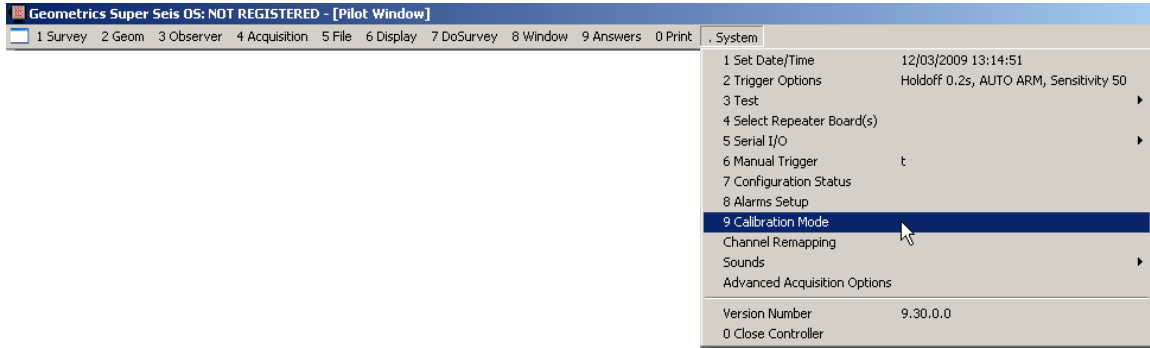 Geometrics Super Seis OS: NOT REGISTERED - [Pilot Window]
1 Survey 2 Geom 3 Observer 4 Acquisition 5 File 6 Display 7 DoSurvey 8 Window 9 Answers 0 Print . System
1 Set Date/Time 12/03/2009 13:14:51
2 Trigger Options Holdoff 0.2s, AUTO ARM, Sensitivity 50
3 Test
4 Select Repeater Board(s)
5 Serial I/O
6 Manual Trigger t
7 Configuration Status
8 Alarms Setup
9 Calibration Mode
Channel Remapping
Sounds
Advanced Acquisition Options
Version Number 9.30.0.0
0 Close Controller